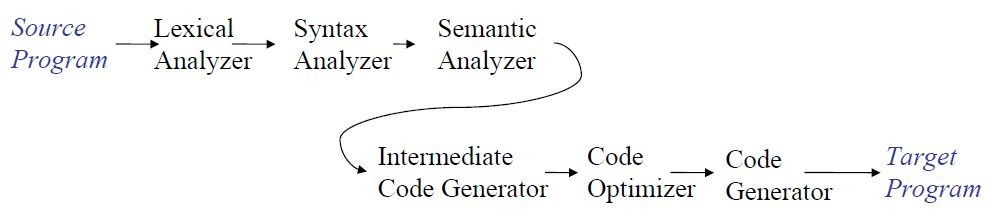 Source
Program
Lexical
Analyzer
Syntax
Analyzer
Semantic
Analyzer
Intermediate
Code Generator
Code
Optimizer
Code
Generator
Target
Program